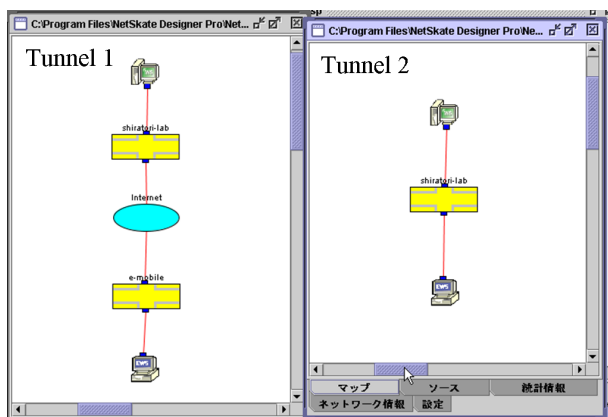 C:\Program Files\NetSkate Designer Pro\Net...
Tunnel 1
shiratori-lab
Internet
e-mobile
C:\Program Files\NetSkate Designer Pro\Ne...
Tunnel 2
shiratori-lab
EWS
マップ
ソース
統計情報
ネットワーク情報
設定